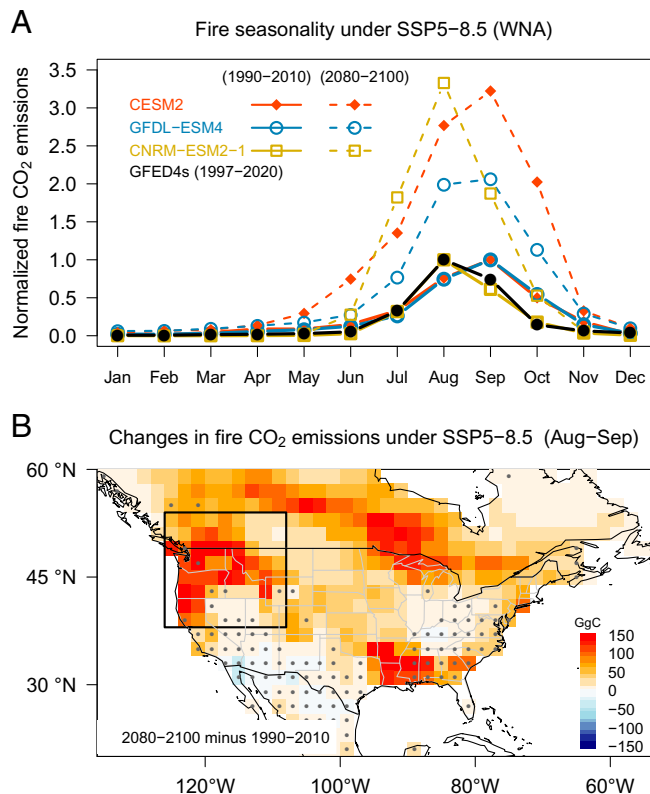 A
Fire seasonality under SSP5−8.5 (WNA)
Normalized fire CO₂ emissions
3.5
3.0
2.5
2.0
1.5
1.0
0.5
0.0
(1990−2010) (2080−2100)
CESM2
GFDL−ESM4
CNRM−ESM2−1
GFED4s (1997−2020)
Jan Feb Mar Apr May Jun Jul Aug Sep Oct Nov Dec
B
Changes in fire CO₂ emissions under SSP5−8.5 (Aug−Sep)
60 °N
45 °N
30 °N
GgC
150
100
50
0
−50
−100
−150
2080−2100 minus 1990−2010
120°W 100°W 80°W 60°W